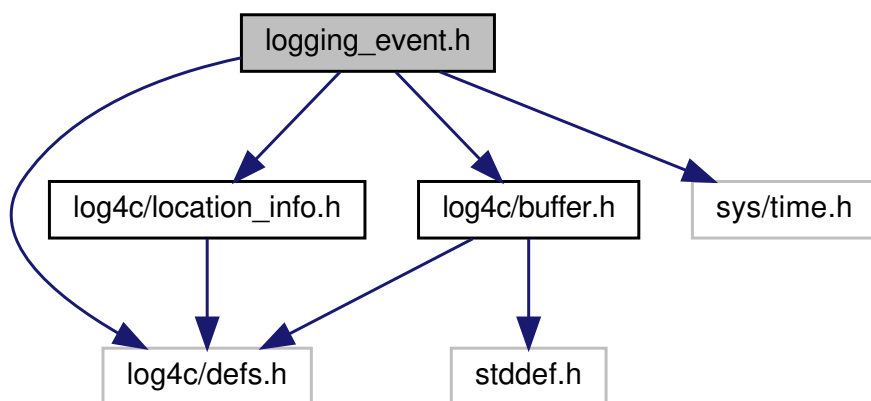 logging_event.h
log4c/location_info.h
log4c/buffer.h
sys/time.h
log4c/defs.h
stddef.h